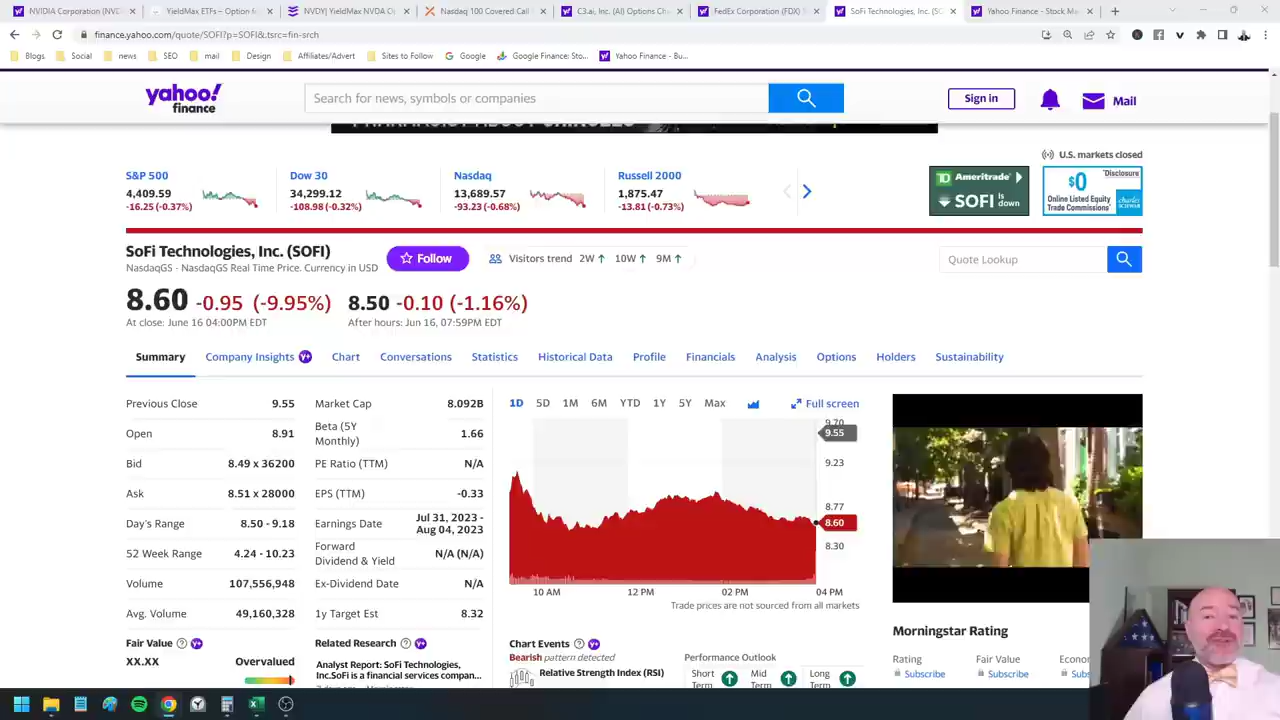 NVIDIA Corporation (NVD
YieldMax ETFs – Option
NVDY| YieldMax NVDA O
Nasdaq 100 Covered Call
C3.ai, Inc. (AI) Options Ch
FedEx Corporation (FDX)
SoFi Technologies, Inc. (SO
Yahoo Finance - Stock Ma
finance.yahoo.com/quote/SOFI?p=SOFI&.tsrc=fin-srch
Blogs Social news SEO mail Design Affiliates/Advert Sites to Follow Google Google Finance: Sto... Yahoo Finance - Bu...
yahoo!
finance
Search for news, symbols or companies
Sign in
Mail
U.S. markets closed
S&P 500 Dow 30 Nasdaq Russell 2000
4,409.59 34,299.12 13,689.57 1,875.47
-16.25 (-0.37%) -108.98 (-0.32%) -93.23 (-0.68%) -13.81 (-0.73%)
TD Ameritrade
SOFI is down
Disclosure
$0
Online Listed Equity
Trade Commissions
charles SCHWAB
SoFi Technologies, Inc. (SOFI)
NasdaqGS - NasdaqGS Real Time Price. Currency in USD
Follow
Visitors trend 2W ↑ 10W ↑ 9M ↑
Quote Lookup
8.60 -0.95 (-9.95%) 8.50 -0.10 (-1.16%)
At close: June 16 04:00PM EDT After hours: Jun 16, 07:59PM EDT
Summary Company Insights Chart Conversations Statistics Historical Data Profile Financials Analysis Options Holders Sustainability
Previous Close 9.55
Open 8.91
Bid 8.49 x 36200
Ask 8.51 x 28000
Day's Range 8.50 - 9.18
52 Week Range 4.24 - 10.23
Volume 107,556,948
Avg. Volume 49,160,328
Market Cap 8.092B
Beta (5Y Monthly) 1.66
PE Ratio (TTM) N/A
EPS (TTM) -0.33
Earnings Date Jul 31, 2023 - Aug 04, 2023
Forward Dividend & Yield N/A (N/A)
Ex-Dividend Date N/A
1y Target Est 8.32
Fair Value
XX.XX Overvalued
Related Research
Analyst Report: SoFi Technologies,
Inc.SoFi is a financial services compan...
1D 5D 1M 6M YTD 1Y 5Y Max Full screen
9.70
9.55
9.23
8.77
8.60
8.30
10 AM 12 PM 02 PM 04 PM
Trade prices are not sourced from all markets
Chart Events
Bearish pattern detected
Relative Strength Index (RSI)
Performance Outlook
Short Term
Mid Term
Long Term
Morningstar Rating
Rating Fair Value
Subscribe Subscribe